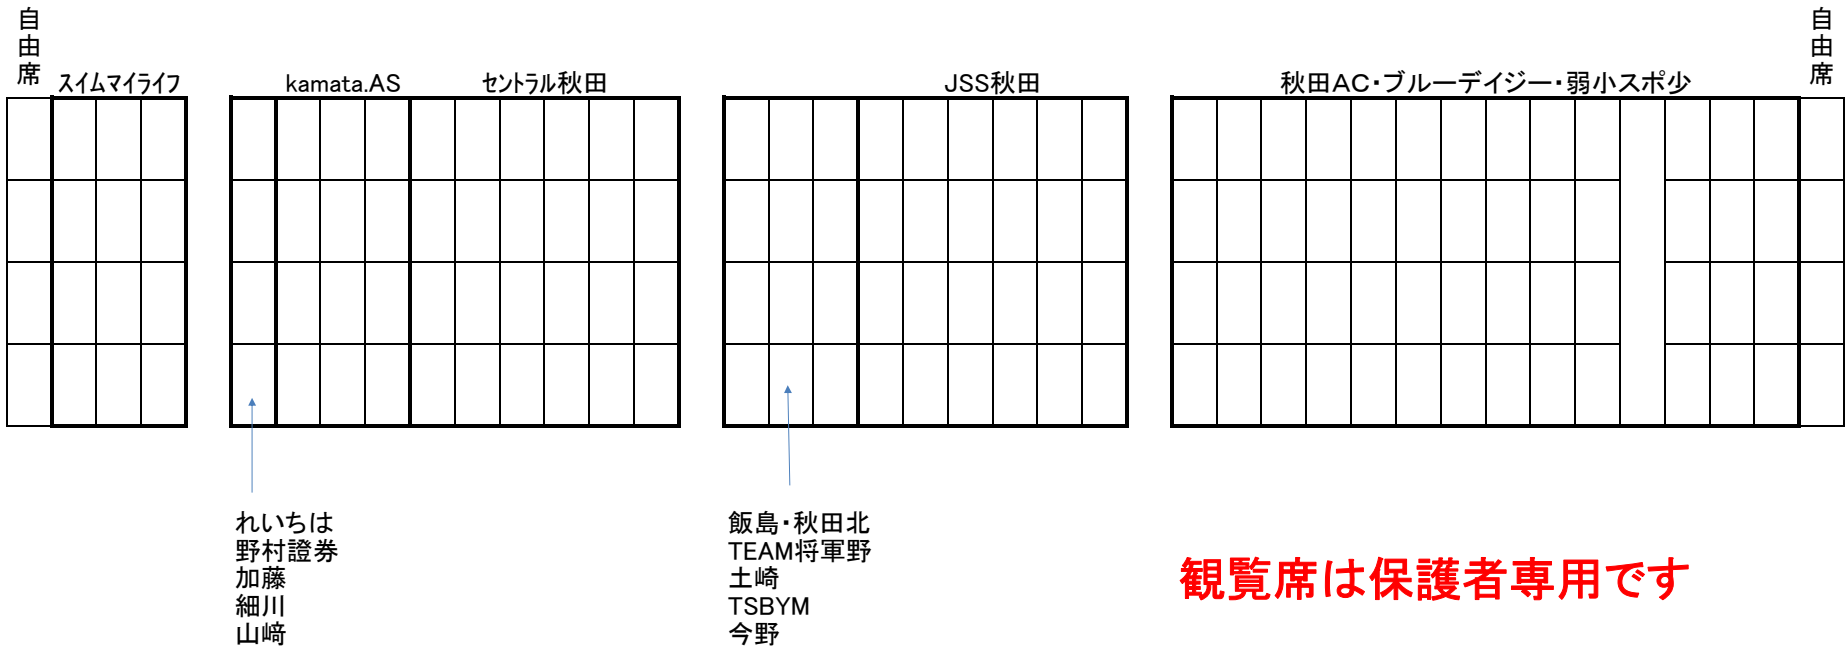 自由席
スイムマイライフ
kamata.AS
セントラル秋田
JSS秋田
秋田AC・ブルーデイジー・弱小スポ少
自由席
れいちは
野村證券
加藤
細川
山﨑
飯島・秋田北
TEAM将軍野
土崎
TSBYM
今野
観覧席は保護者専用です